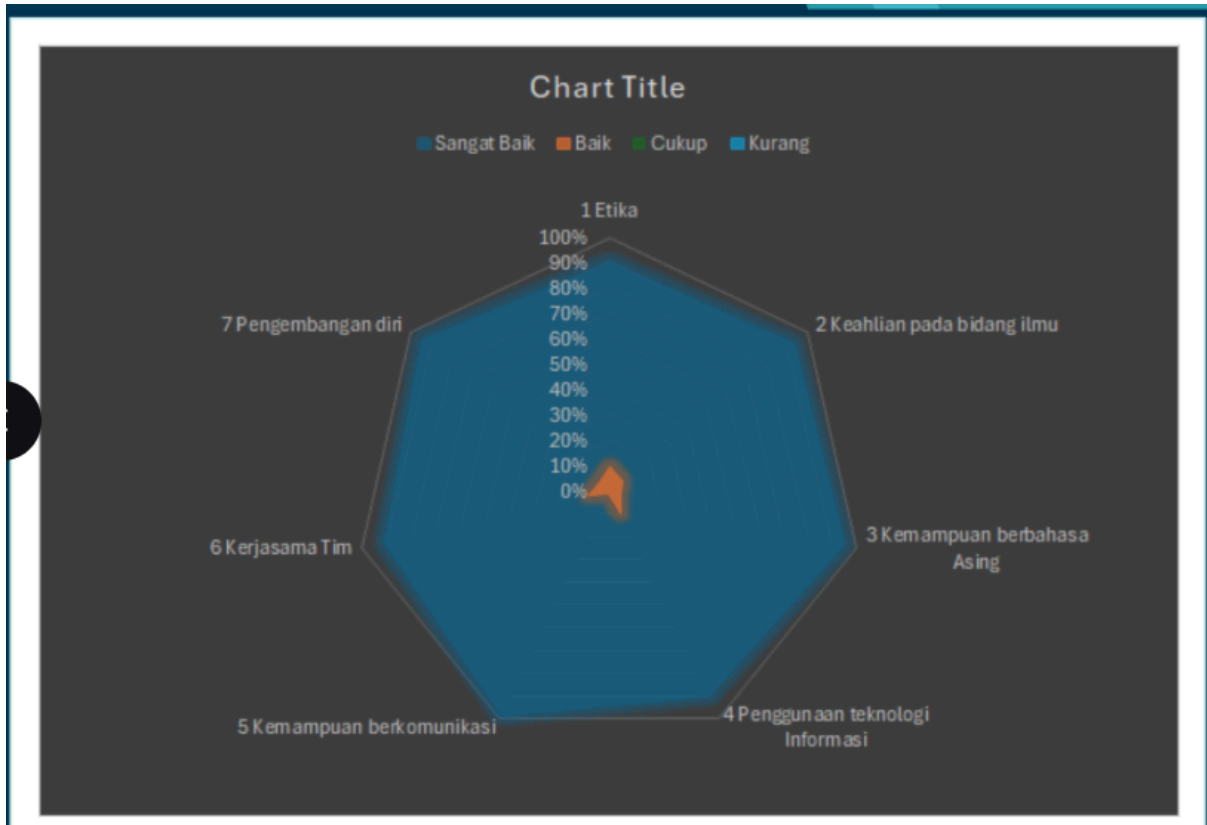 Chart Title
Sangat Baik Baik Cukup Kurang
1 Etika
100%
90%
80%
70%
60%
50%
40%
30%
20%
10%
0%
7 Pengembangan diri
2 Keahlian pada bidang ilmu
6 Kerjasama Tim
3 Kemampuan berbahasa
Asing
5 Kemampuan berkomunikasi
4 Penggunaan teknologi
Informasi